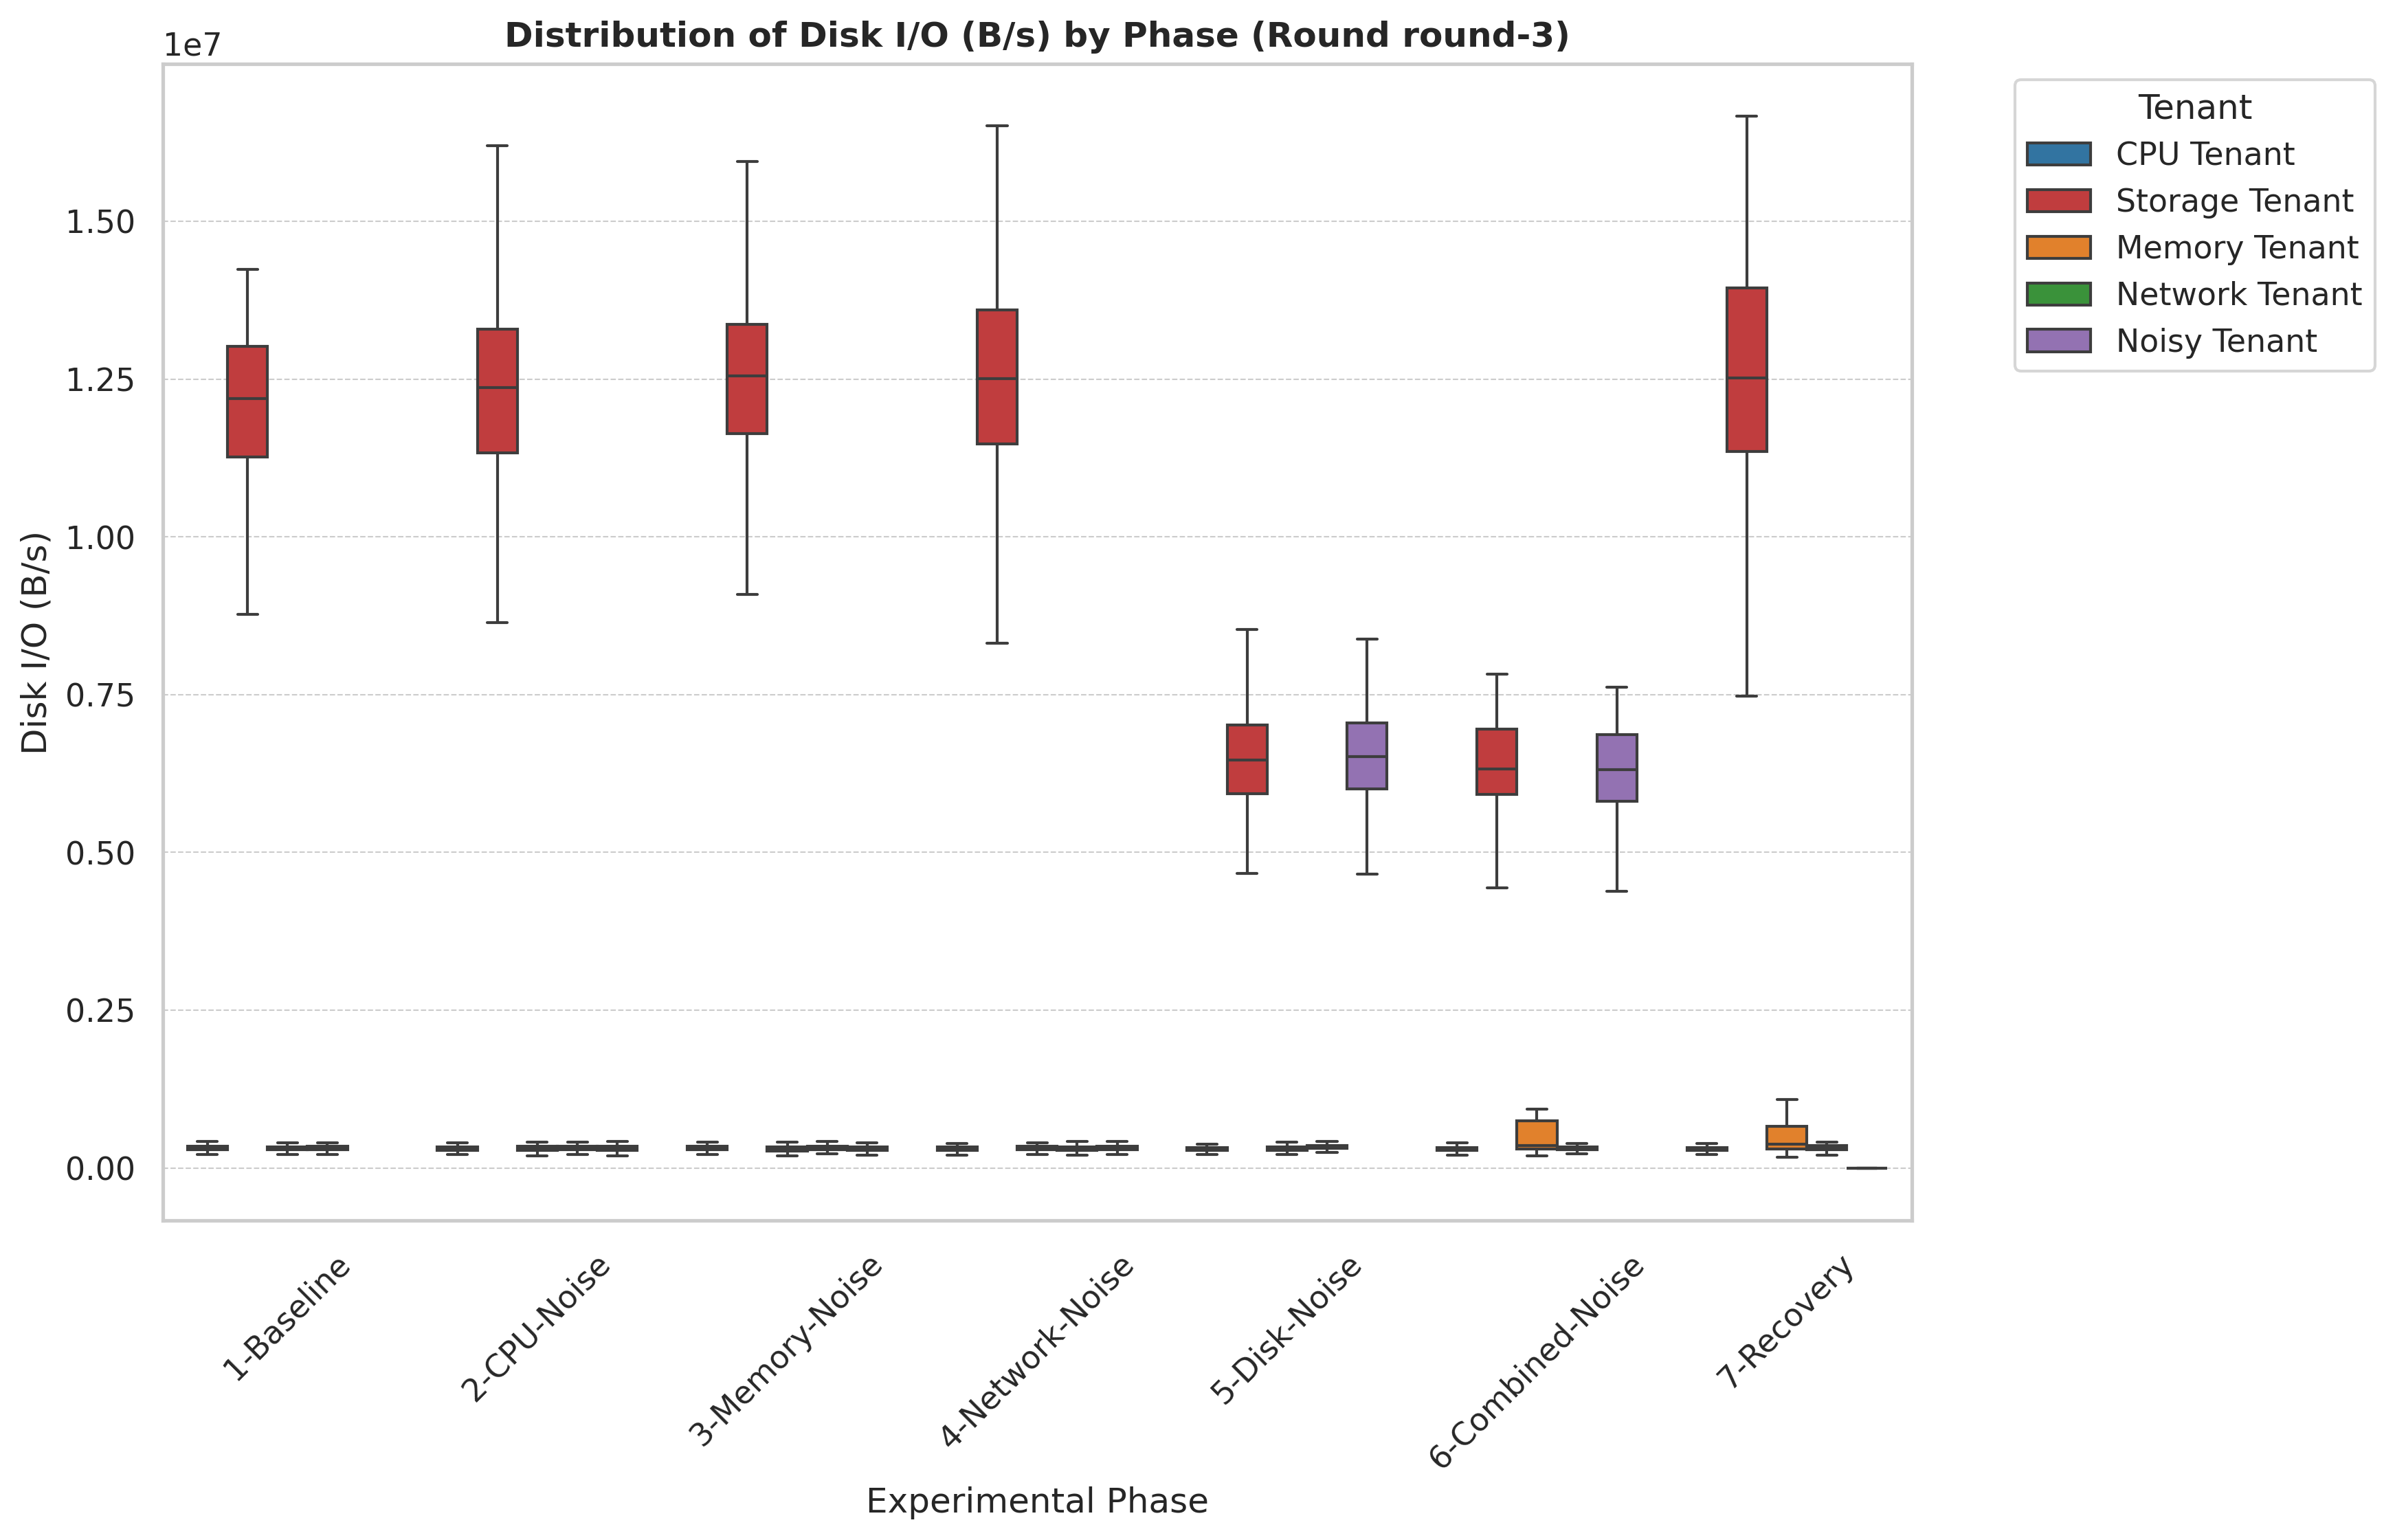 Distribution of Disk I/O (B/s) by Phase (Round round-3)
1e7
1.50
1.25
1.00
0.75
0.50
0.25
0.00
Disk I/O (B/s)
1-Baseline
2-CPU-Noise
3-Memory-Noise
4-Network-Noise
5-Disk-Noise
6-Combined-Noise
7-Recovery
Experimental Phase
Tenant
CPU Tenant
Storage Tenant
Memory Tenant
Network Tenant
Noisy Tenant